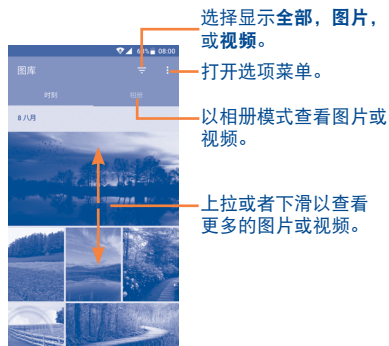 选择显示全部，图片，
或视频。
08:00
图库
打开选项菜单。
时刻
相册
8 八月
以相册模式查看图片或
视频。
上拉或者下滑以查看
更多的图片或视频。